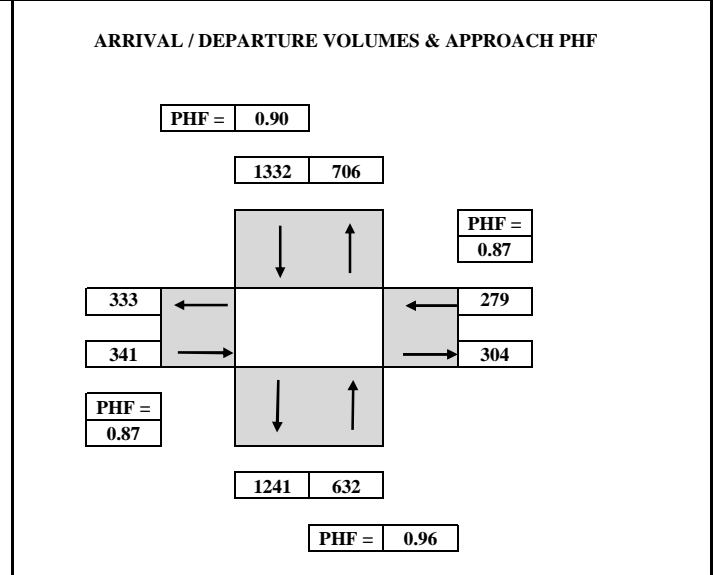 ARRIVAL / DEPARTURE VOLUMES & APPROACH PHF
PHF = 0.90
1332 706
PHF =
0.87
333 279
341 304
PHF =
0.87
1241 632
PHF = 0.96